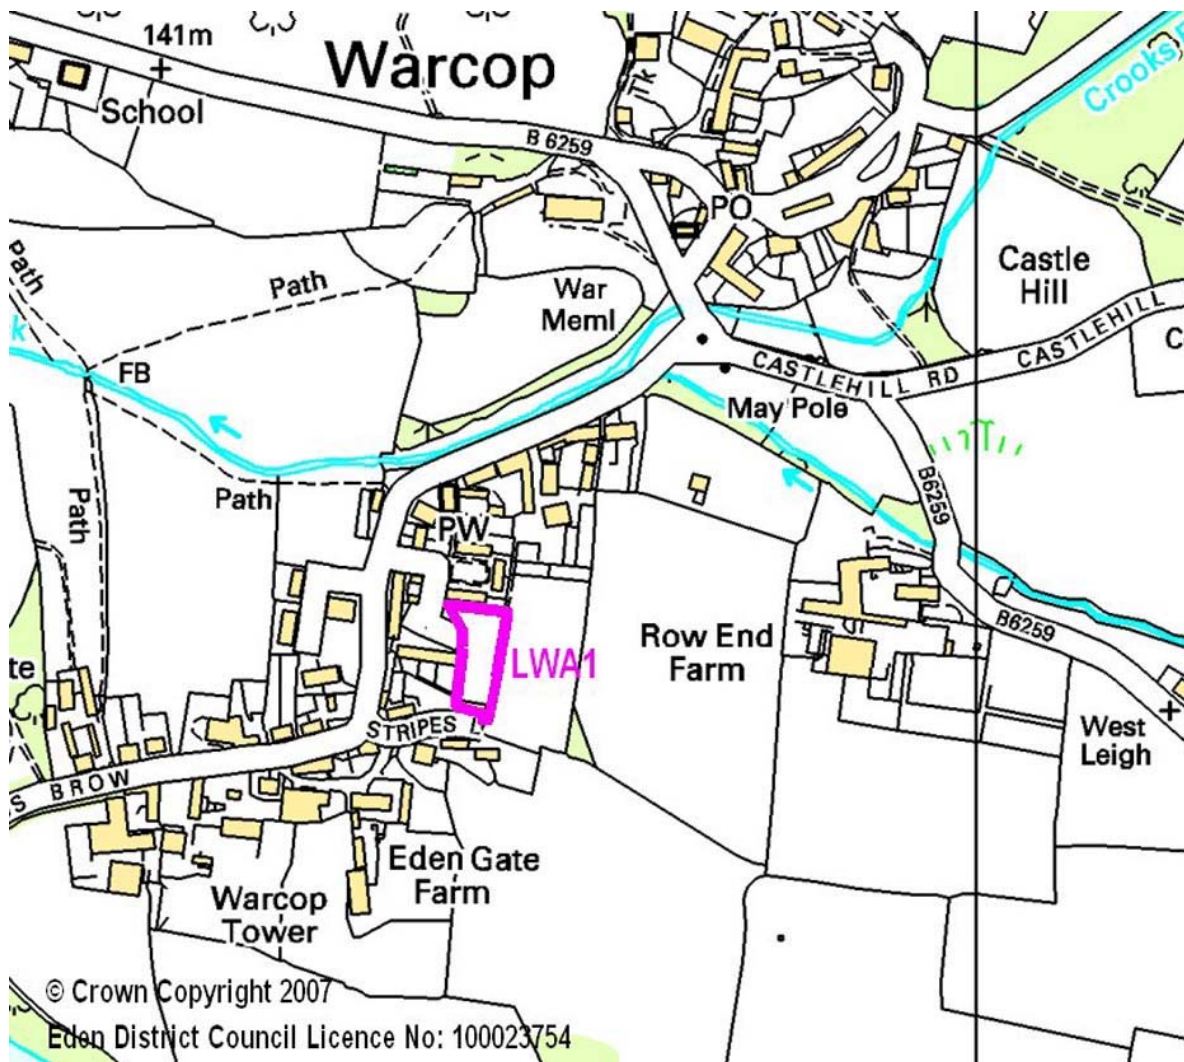 141m
Warcop
Tk
School
B 6259
Crooks
PO
Path
Path
War
Meml
Castle
Hill
CASTLEHILL
CASTLEHILL RD
k
FB
May Pole
Path
Path
B6259
PW
Row End
Farm
B6259
LWA1
te
STRIPES L
West
Leigh
S BROW
Eden Gate
Farm
Warcop
Tower
© Crown Copyright 2007
Eden District Council Licence No: 100023754